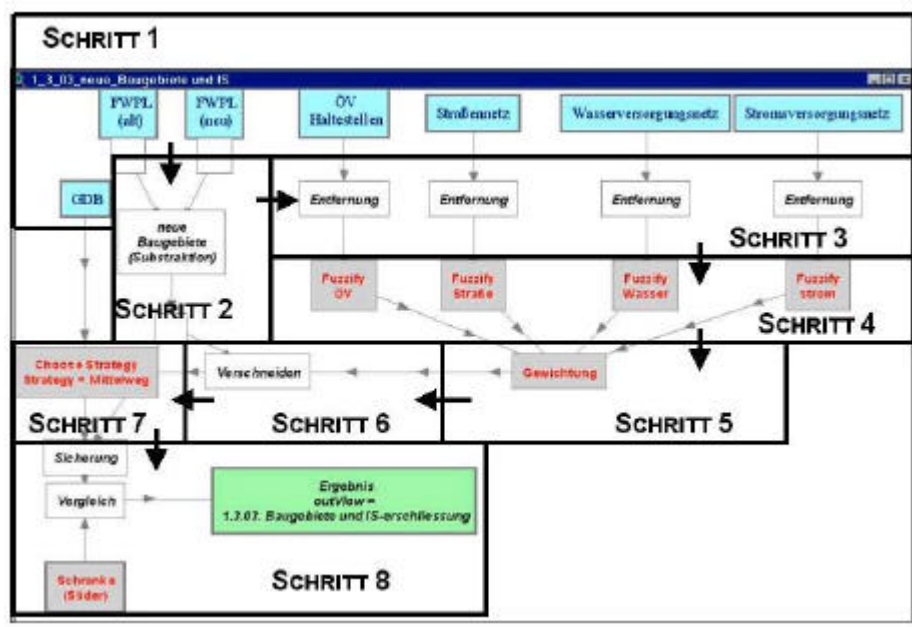 SCHRITT 1
1_3_03_neue_Baugebiete und IS
FWPL
(alt)
FWPL
(neu)
ÖV
Haltestellen
Straßennetz
Wasserversorgungsnetz
Stromversorgungsnetz
GDB
neue
Baugebiete
(Substraktion)
Entfernung
Entfernung
Entfernung
Entfernung
SCHRITT 3
SCHRITT 2
Fuzzify
ÖV
Fuzzify
Straße
Fuzzify
Wasser
Fuzzify
strom
SCHRITT 4
Choose Strategy
Strategy = Mittelweg
Verschneiden
Gewichtung
SCHRITT 7
SCHRITT 6
SCHRITT 5
Sicherung
Vergleich
Ergebnis
outView =
1.3.03. Baugebiete und IS-erschliessung
Schranke
(Slider)
SCHRITT 8